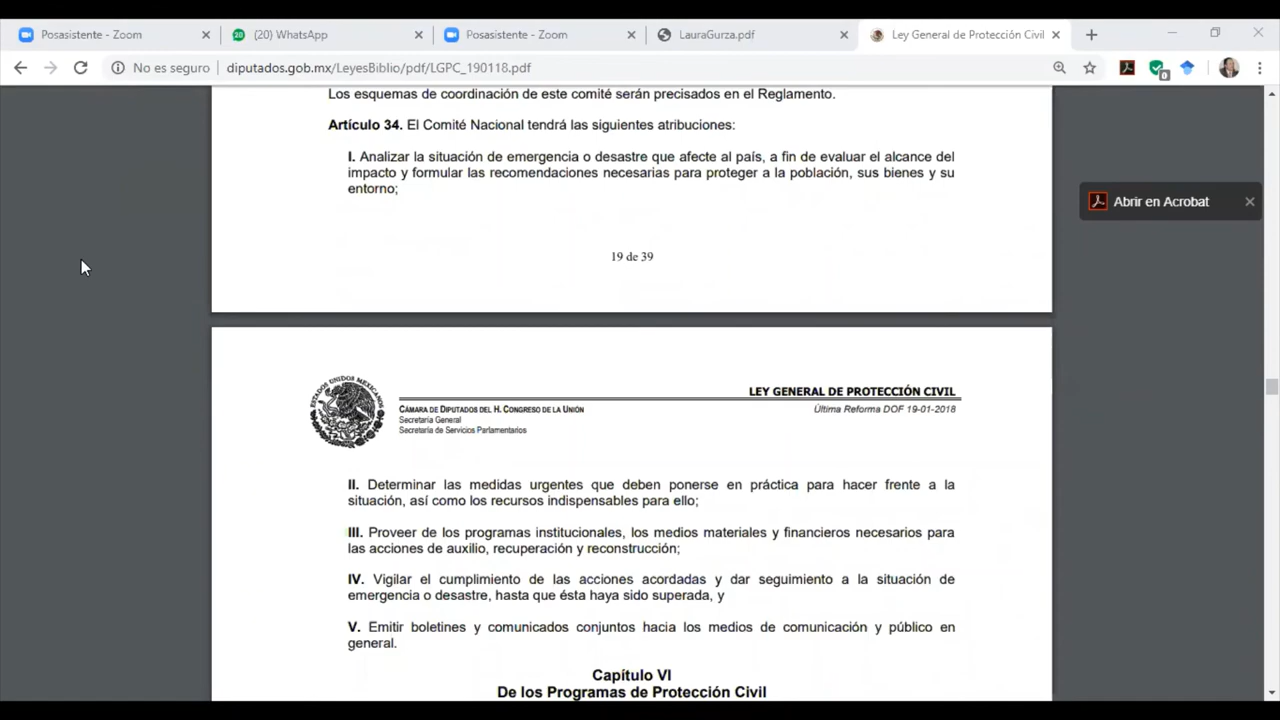 Posasistente - Zoom
20
(20) WhatsApp
Posasistente - Zoom
LauraGurza.pdf
Ley General de Protección Civil
No es seguro
diputados.gob.mx/LeyesBiblio/pdf/LGPC_190118.pdf
0
Los esquemas de coordinación de este comité serán precisados en el Reglamento.
Artículo 34. El Comité Nacional tendrá las siguientes atribuciones:
I. Analizar la situación de emergencia o desastre que afecte al país, a fin de evaluar el alcance del
impacto y formular las recomendaciones necesarias para proteger a la población, sus bienes y su
entorno;
Abrir en Acrobat
19 de 39
ESTADOS UNIDOS MEXICANOS
LEY GENERAL DE PROTECCIÓN CIVIL
CÁMARA DE DIPUTADOS DEL H. CONGRESO DE LA UNIÓN
Última Reforma DOF 19-01-2018
Secretaría General
Secretaría de Servicios Parlamentarios
II. Determinar las medidas urgentes que deben ponerse en práctica para hacer frente a la
situación, así como los recursos indispensables para ello;
III. Proveer de los programas institucionales, los medios materiales y financieros necesarios para
las acciones de auxilio, recuperación y reconstrucción;
IV. Vigilar el cumplimiento de las acciones acordadas y dar seguimiento a la situación de
emergencia o desastre, hasta que ésta haya sido superada, y
V. Emitir boletines y comunicados conjuntos hacia los medios de comunicación y público en
general.
Capítulo VI
De los Programas de Protección Civil